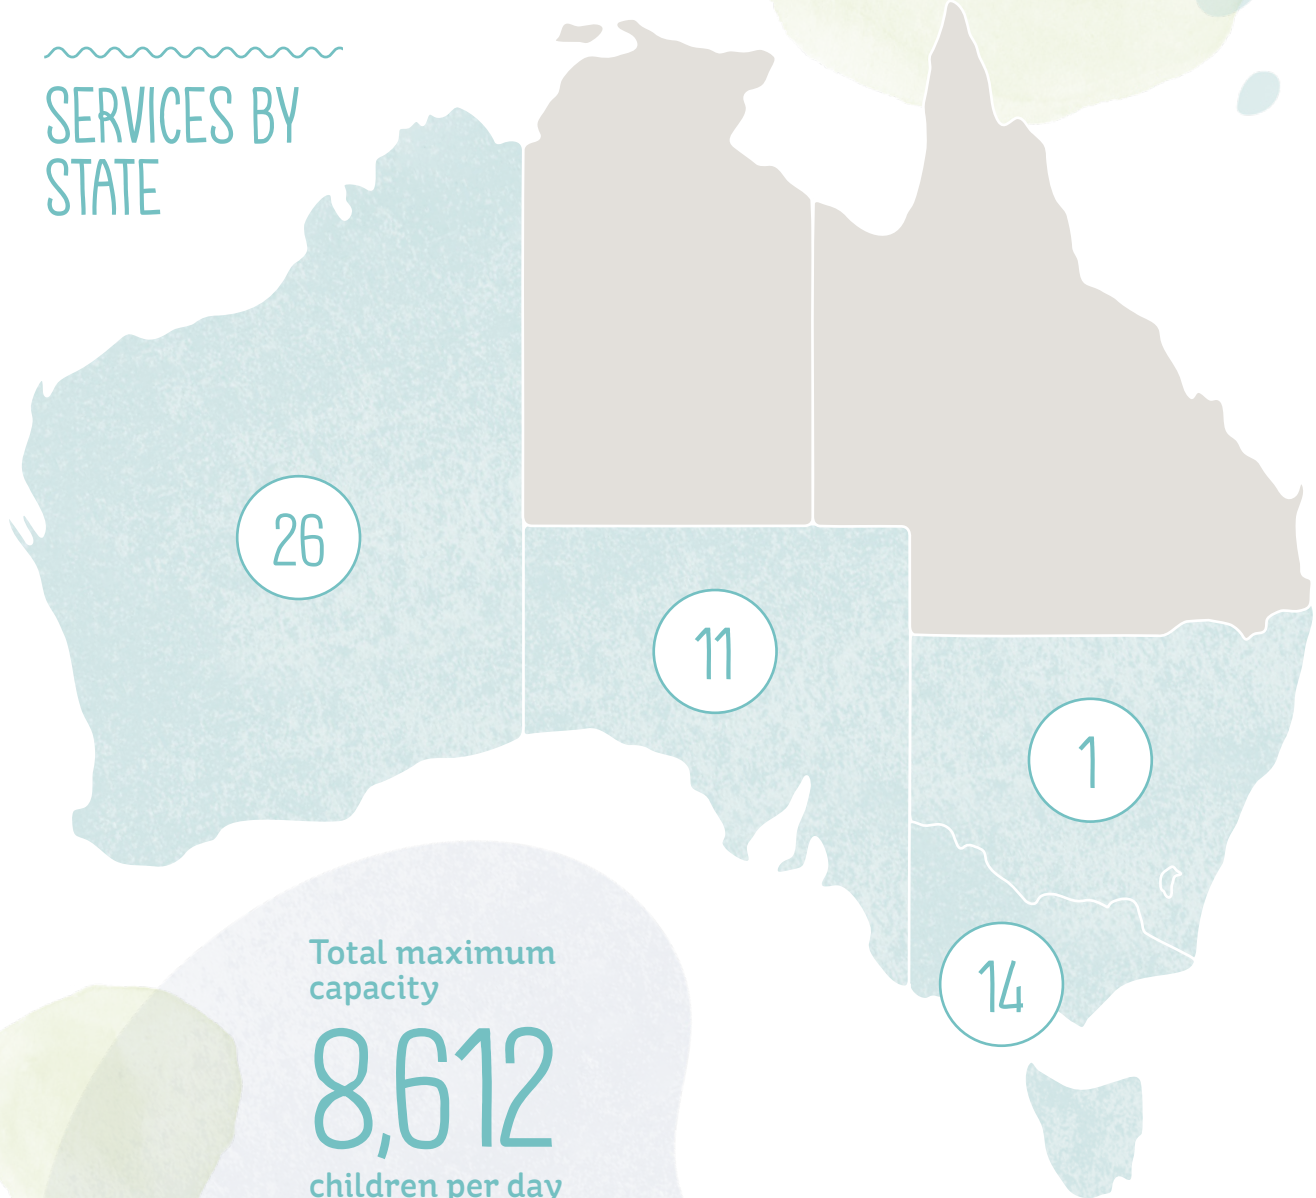 SERVICES BY
STATE
26
11
1
14
Total maximum
capacity
8,612
children per day